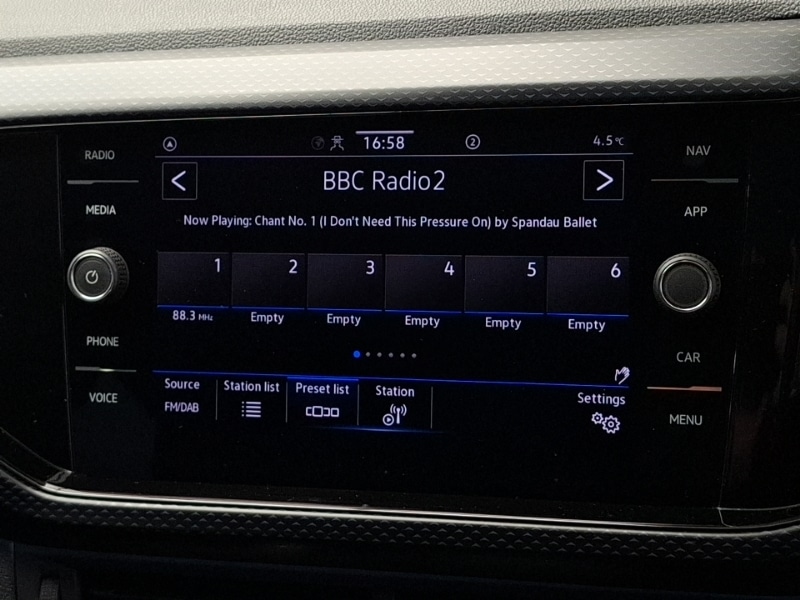 RADIO
MEDIA
PHONE
VOICE
16:58
2
4.5°C
BBC Radio2
Now Playing: Chant No. 1 (I Don't Need This Pressure On) by Spandau Ballet
1 2 3 4 5 6
88.3 MHz Empty Empty Empty Empty Empty
Source Station list Preset list Station Settings
FM/DAB
NAV
APP
CAR
MENU